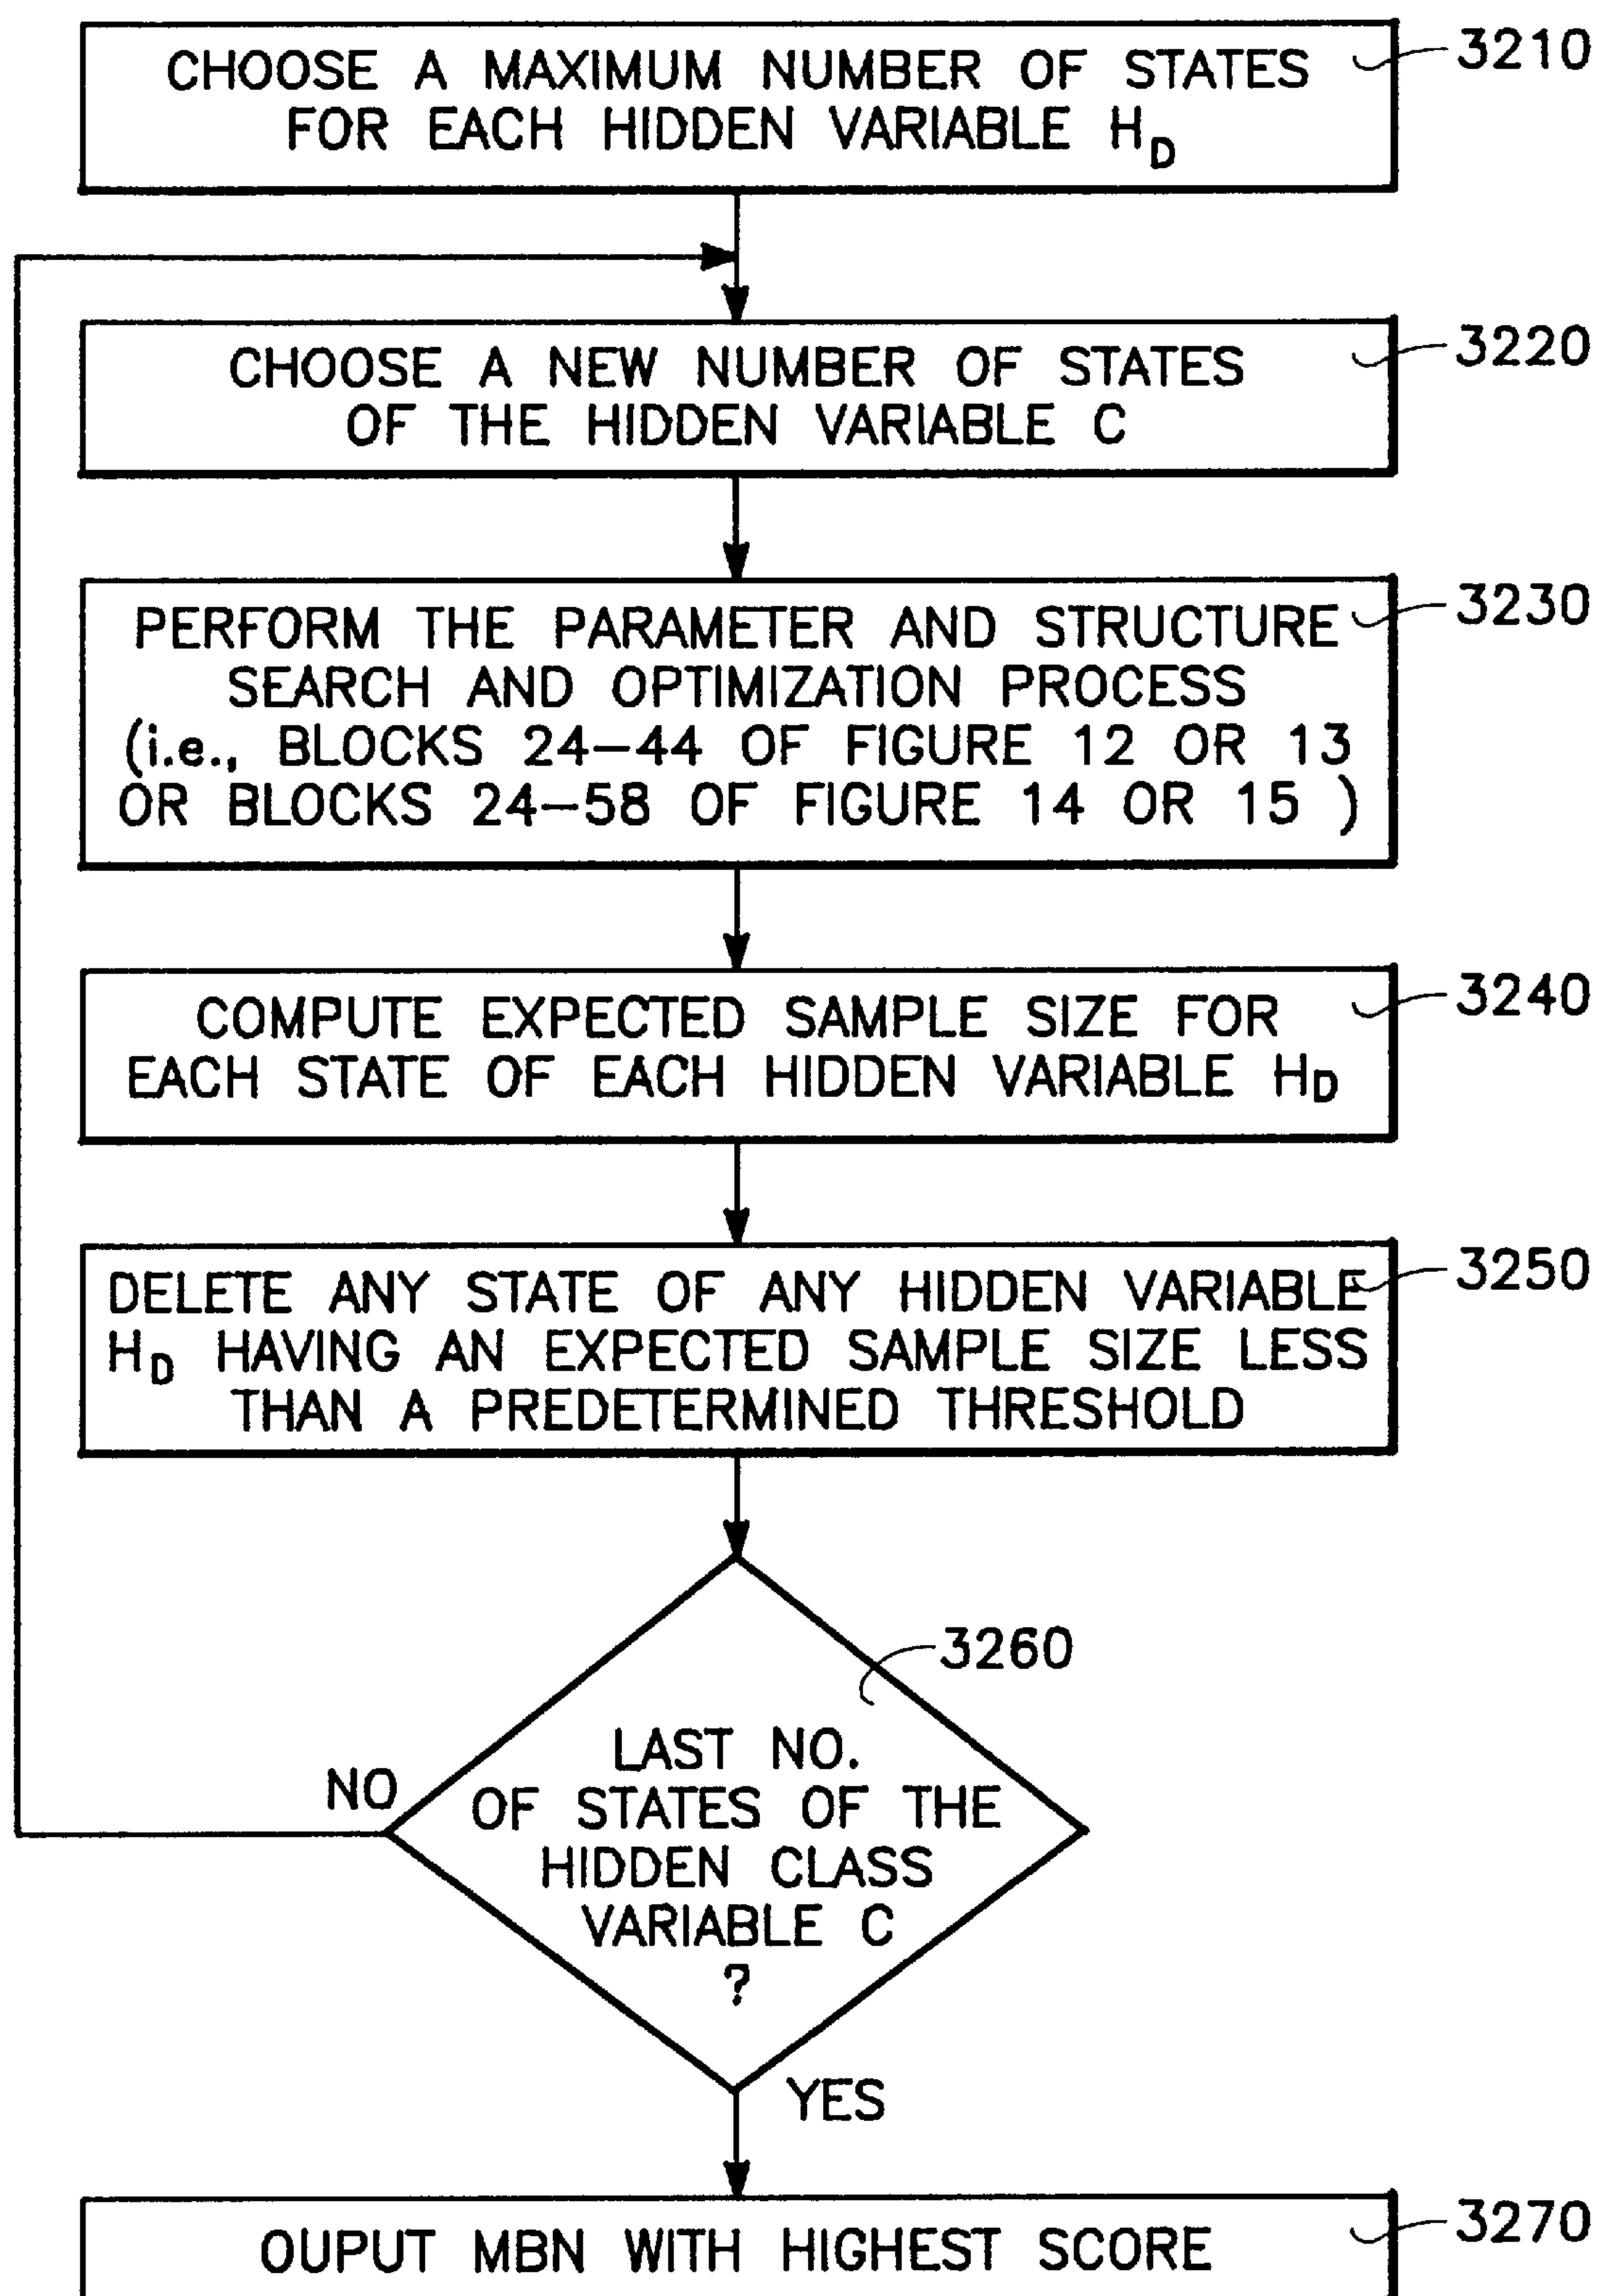 CHOOSE A MAXIMUM NUMBER OF STATES
FOR EACH HIDDEN VARIABLE HD
3210
CHOOSE A NEW NUMBER OF STATES
OF THE HIDDEN VARIABLE C
3220
PERFORM THE PARAMETER AND STRUCTURE
SEARCH AND OPTIMIZATION PROCESS
(i.e., BLOCKS 24-44 OF FIGURE 12 OR 13
OR BLOCKS 24-58 OF FIGURE 14 OR 15 )
3230
COMPUTE EXPECTED SAMPLE SIZE FOR
EACH STATE OF EACH HIDDEN VARIABLE HD
3240
DELETE ANY STATE OF ANY HIDDEN VARIABLE
HD HAVING AN EXPECTED SAMPLE SIZE LESS
THAN A PREDETERMINED THRESHOLD
3250
3260
LAST NO.
OF STATES OF THE
HIDDEN CLASS
VARIABLE C
?
NO
YES
OUPUT MBN WITH HIGHEST SCORE
3270